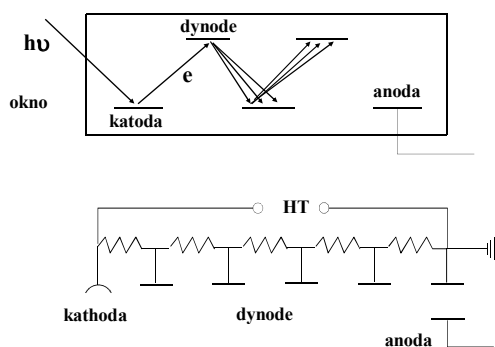 dynode
hυ
e
okno
katoda
anoda
HT
kathoda
dynode
anoda